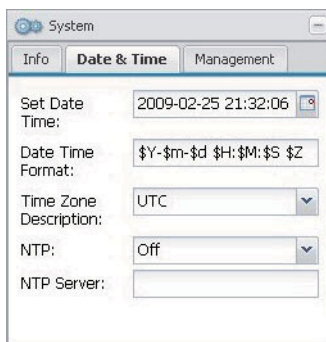 System
Info Date & Time Management
Set Date Time: 2009-02-25 21:32:06
Date Time Format: $Y-$m-$d $H:$M:$S $Z
Time Zone Description: UTC
NTP: Off
NTP Server: